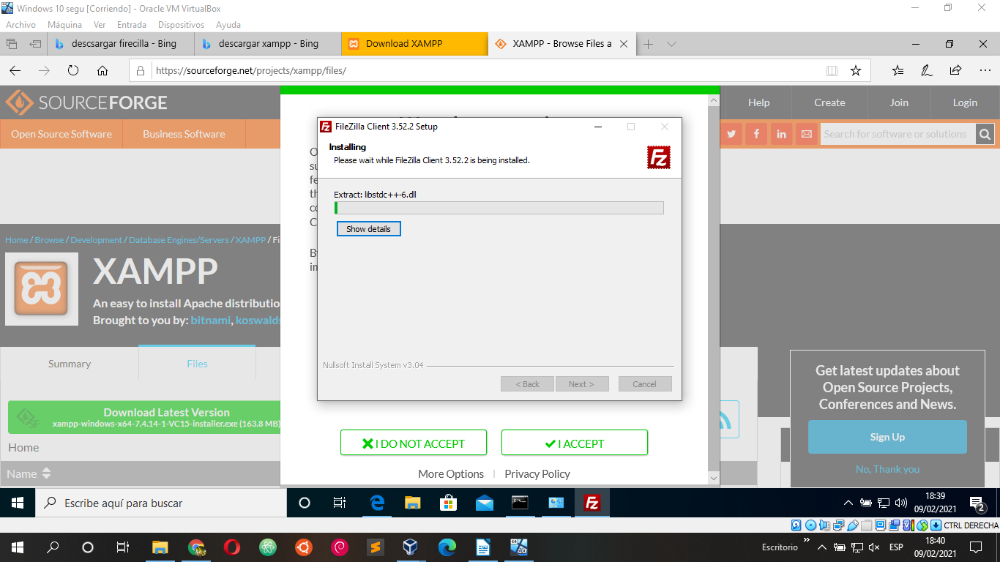 Windows 10 segu [Corriendo] - Oracle VM VirtualBox
Archivo Máquina Ver Entrada Dispositivos Ayuda
descsargar firecilla - Bing
descargar xampp - Bing
Download XAMPP
XAMPP - Browse Files a
https://sourceforge.net/projects/xampp/files/
SOURCEFORGE
Help Create Join Login
Open Source Software Business Software
Search for software or solutions
FileZilla Client 3.52.2 Setup
Installing
Please wait while FileZilla Client 3.52.2 is being installed.
Extract: libstdc++-6.dll
Show details
Nullsoft Install System v3.04
< Back Next > Cancel
Home / Browse / Development / Database Engines/Servers / XAMPP / Fi
XAMPP
An easy to install Apache distributio
Brought to you by: bitnami, koswalds
Summary Files
Download Latest Version
xampp-windows-x64-7.4.14-1-VC15-installer.exe (163.8 MB)
Home
Name
I DO NOT ACCEPT
I ACCEPT
More Options | Privacy Policy
Get latest updates about
Open Source Projects,
Conferences and News.
Sign Up
No, Thank you
Escribe aquí para buscar
18:39
09/02/2021
2
CTRL DERECHA
Escritorio
ESP
18:40
09/02/2021